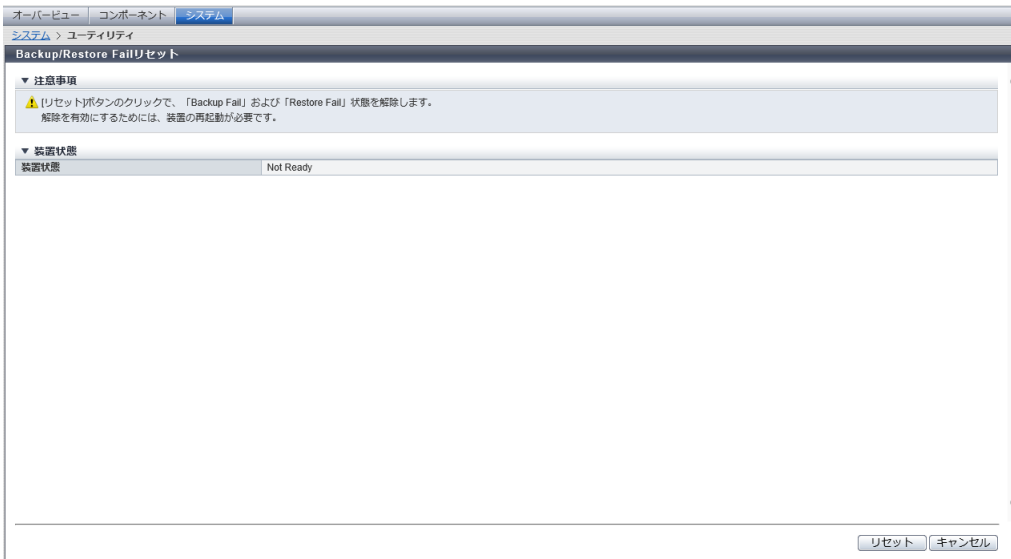 オーバービュー コンポーネント システム
システム > ユーティリティ
Backup/Restore Failリセット
▼ 注意事項
[リセット]ボタンのクリックで、「Backup Fail」および「Restore Fail」状態を解除します。
解除を有効にするためには、装置の再起動が必要です。
▼ 装置状態
装置状態 Not Ready
リセット キャンセル